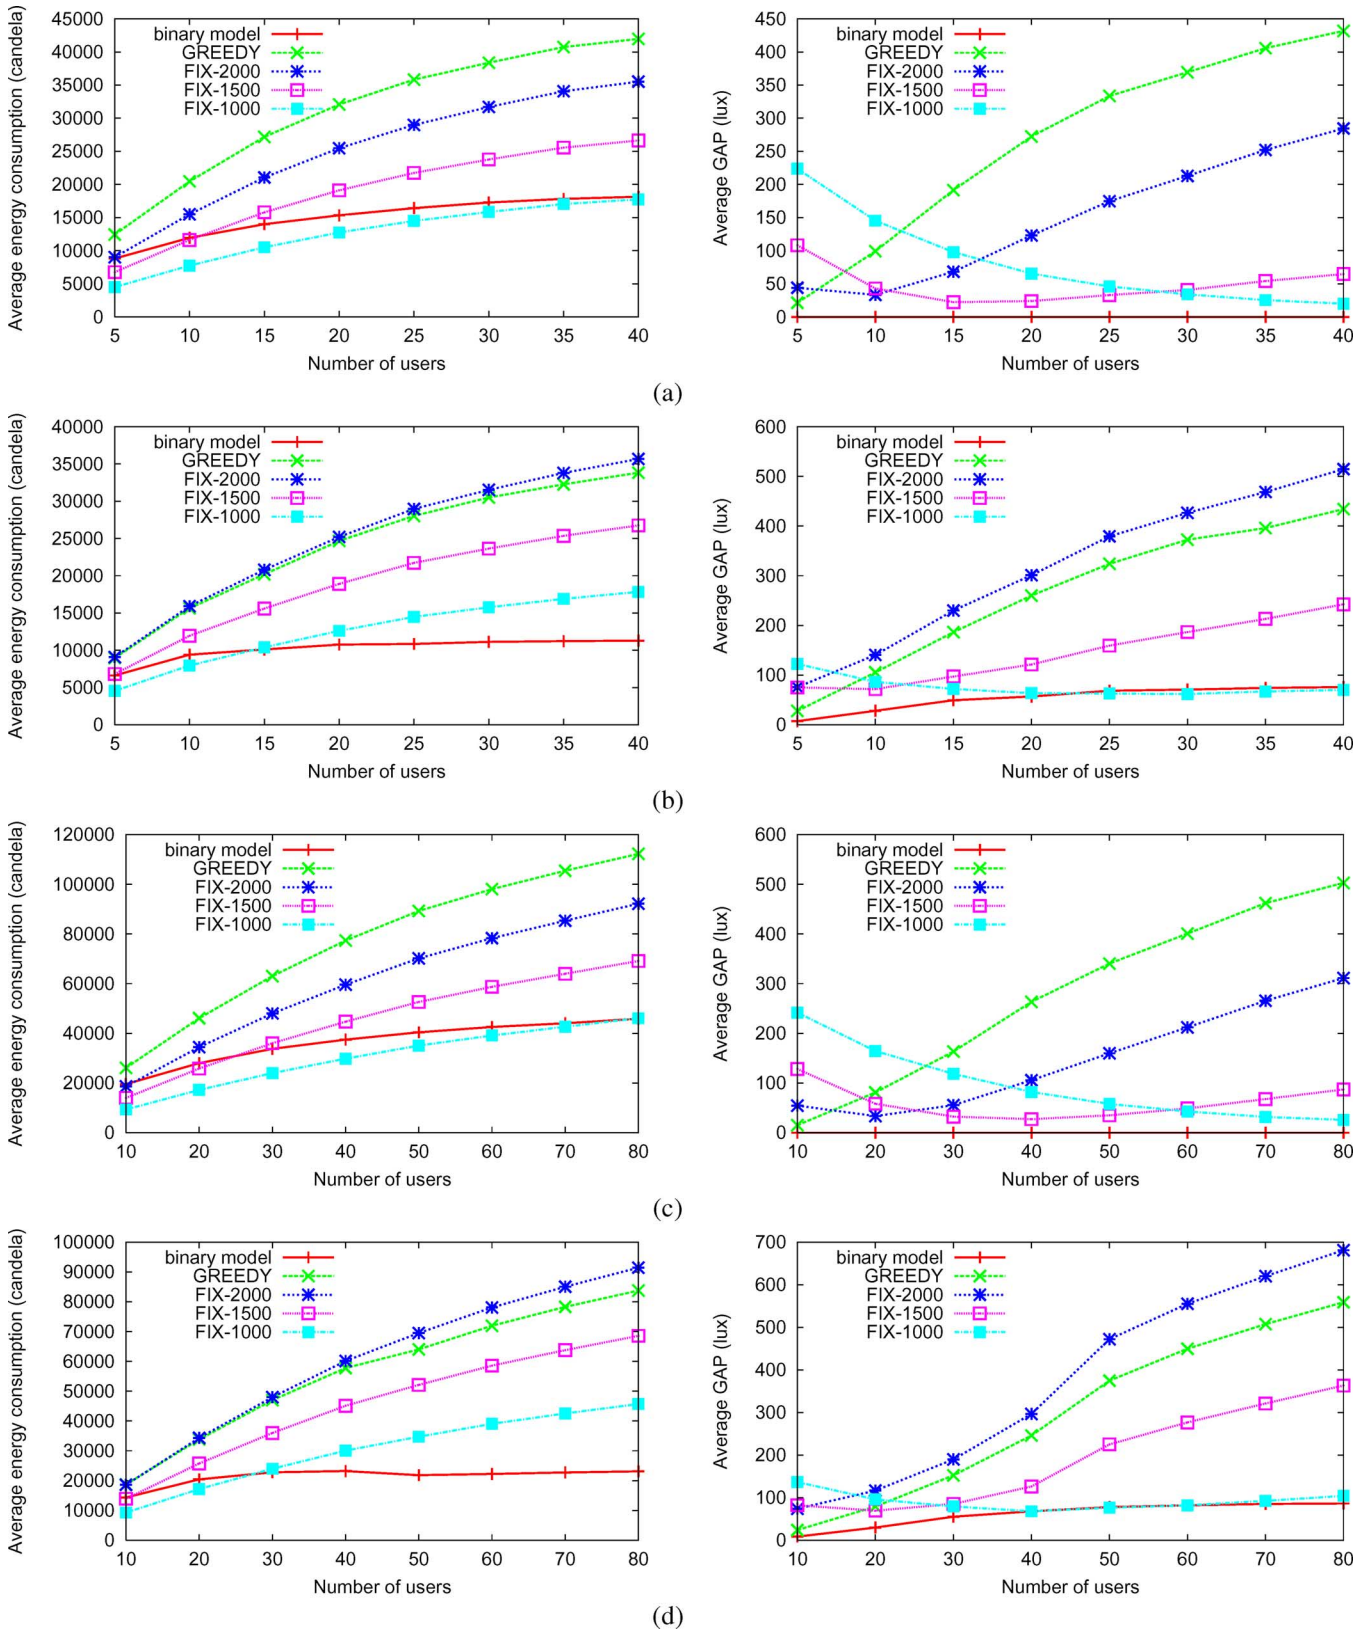 Average energy consumption (candela)
45000
40000
35000
30000
25000
20000
15000
10000
5000
0
binary model
GREEDY
FIX-2000
FIX-1500
FIX-1000
5 10 15 20 25 30 35 40
Number of users
Average GAP (lux)
450
400
350
300
250
200
150
100
50
0
binary model
GREEDY
FIX-2000
FIX-1500
FIX-1000
5 10 15 20 25 30 35 40
Number of users
(a)
Average energy consumption (candela)
40000
35000
30000
25000
20000
15000
10000
5000
0
binary model
GREEDY
FIX-2000
FIX-1500
FIX-1000
5 10 15 20 25 30 35 40
Number of users
Average GAP (lux)
600
500
400
300
200
100
0
binary model
GREEDY
FIX-2000
FIX-1500
FIX-1000
5 10 15 20 25 30 35 40
Number of users
(b)
Average energy consumption (candela)
120000
100000
80000
60000
40000
20000
0
binary model
GREEDY
FIX-2000
FIX-1500
FIX-1000
10 20 30 40 50 60 70 80
Number of users
Average GAP (lux)
600
500
400
300
200
100
0
binary model
GREEDY
FIX-2000
FIX-1500
FIX-1000
10 20 30 40 50 60 70 80
Number of users
(c)
Average energy consumption (candela)
100000
90000
80000
70000
60000
50000
40000
30000
20000
10000
0
binary model
GREEDY
FIX-2000
FIX-1500
FIX-1000
10 20 30 40 50 60 70 80
Number of users
Average GAP (lux)
700
600
500
400
300
200
100
0
binary model
GREEDY
FIX-2000
FIX-1500
FIX-1000
10 20 30 40 50 60 70 80
Number of users
(d)